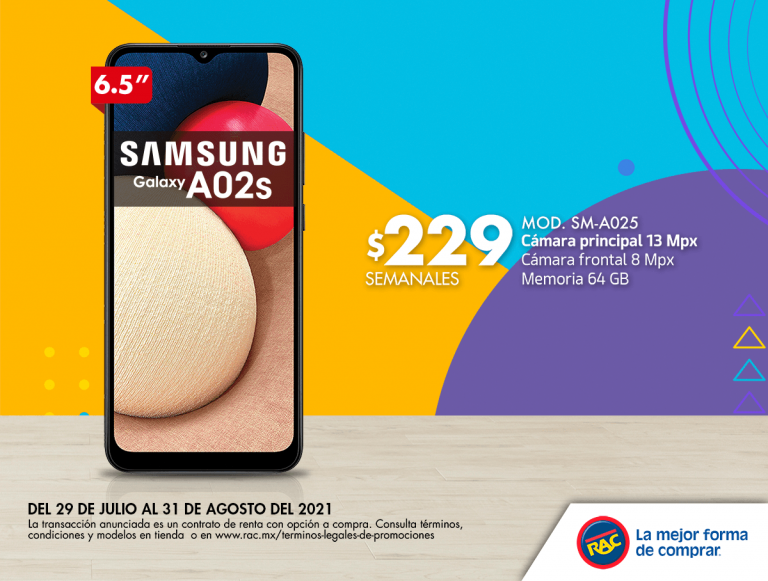 6.5”
SAMSUNG
Galaxy A02s
$229
SEMANALES
MOD. SM-A025
Cámara principal 13 Mpx
Cámara frontal 8 Mpx
Memoria 64 GB
DEL 29 DE JULIO AL 31 DE AGOSTO DEL 2021
La transacción anunciada es un contrato de renta con opción a compra. Consulta términos,
condiciones y modelos en tienda o en www.rac.mx/terminos-legales-de-promociones
RAC
La mejor forma
de comprar.